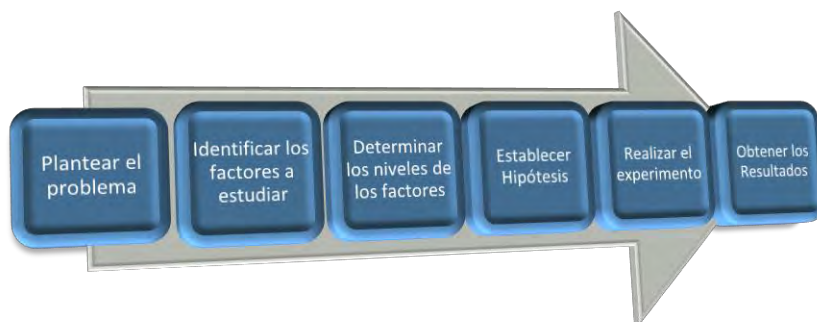 Plantear el
problema
Identificar los
factores a
estudiar
Determinar
los niveles de
los factores
Establecer
Hipótesis
Realizar el
experimento
Obtener los
Resultados